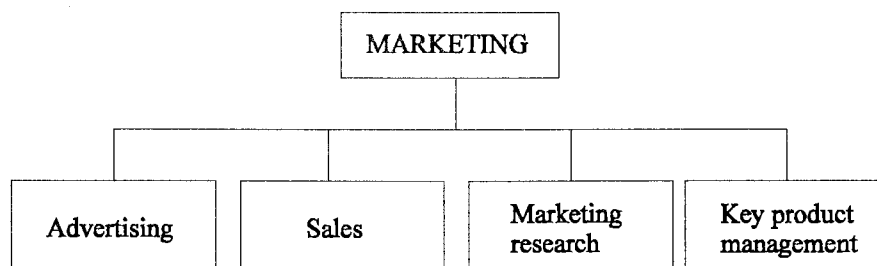 MARKETING
Advertising
Sales
Marketing
research
Key product
management